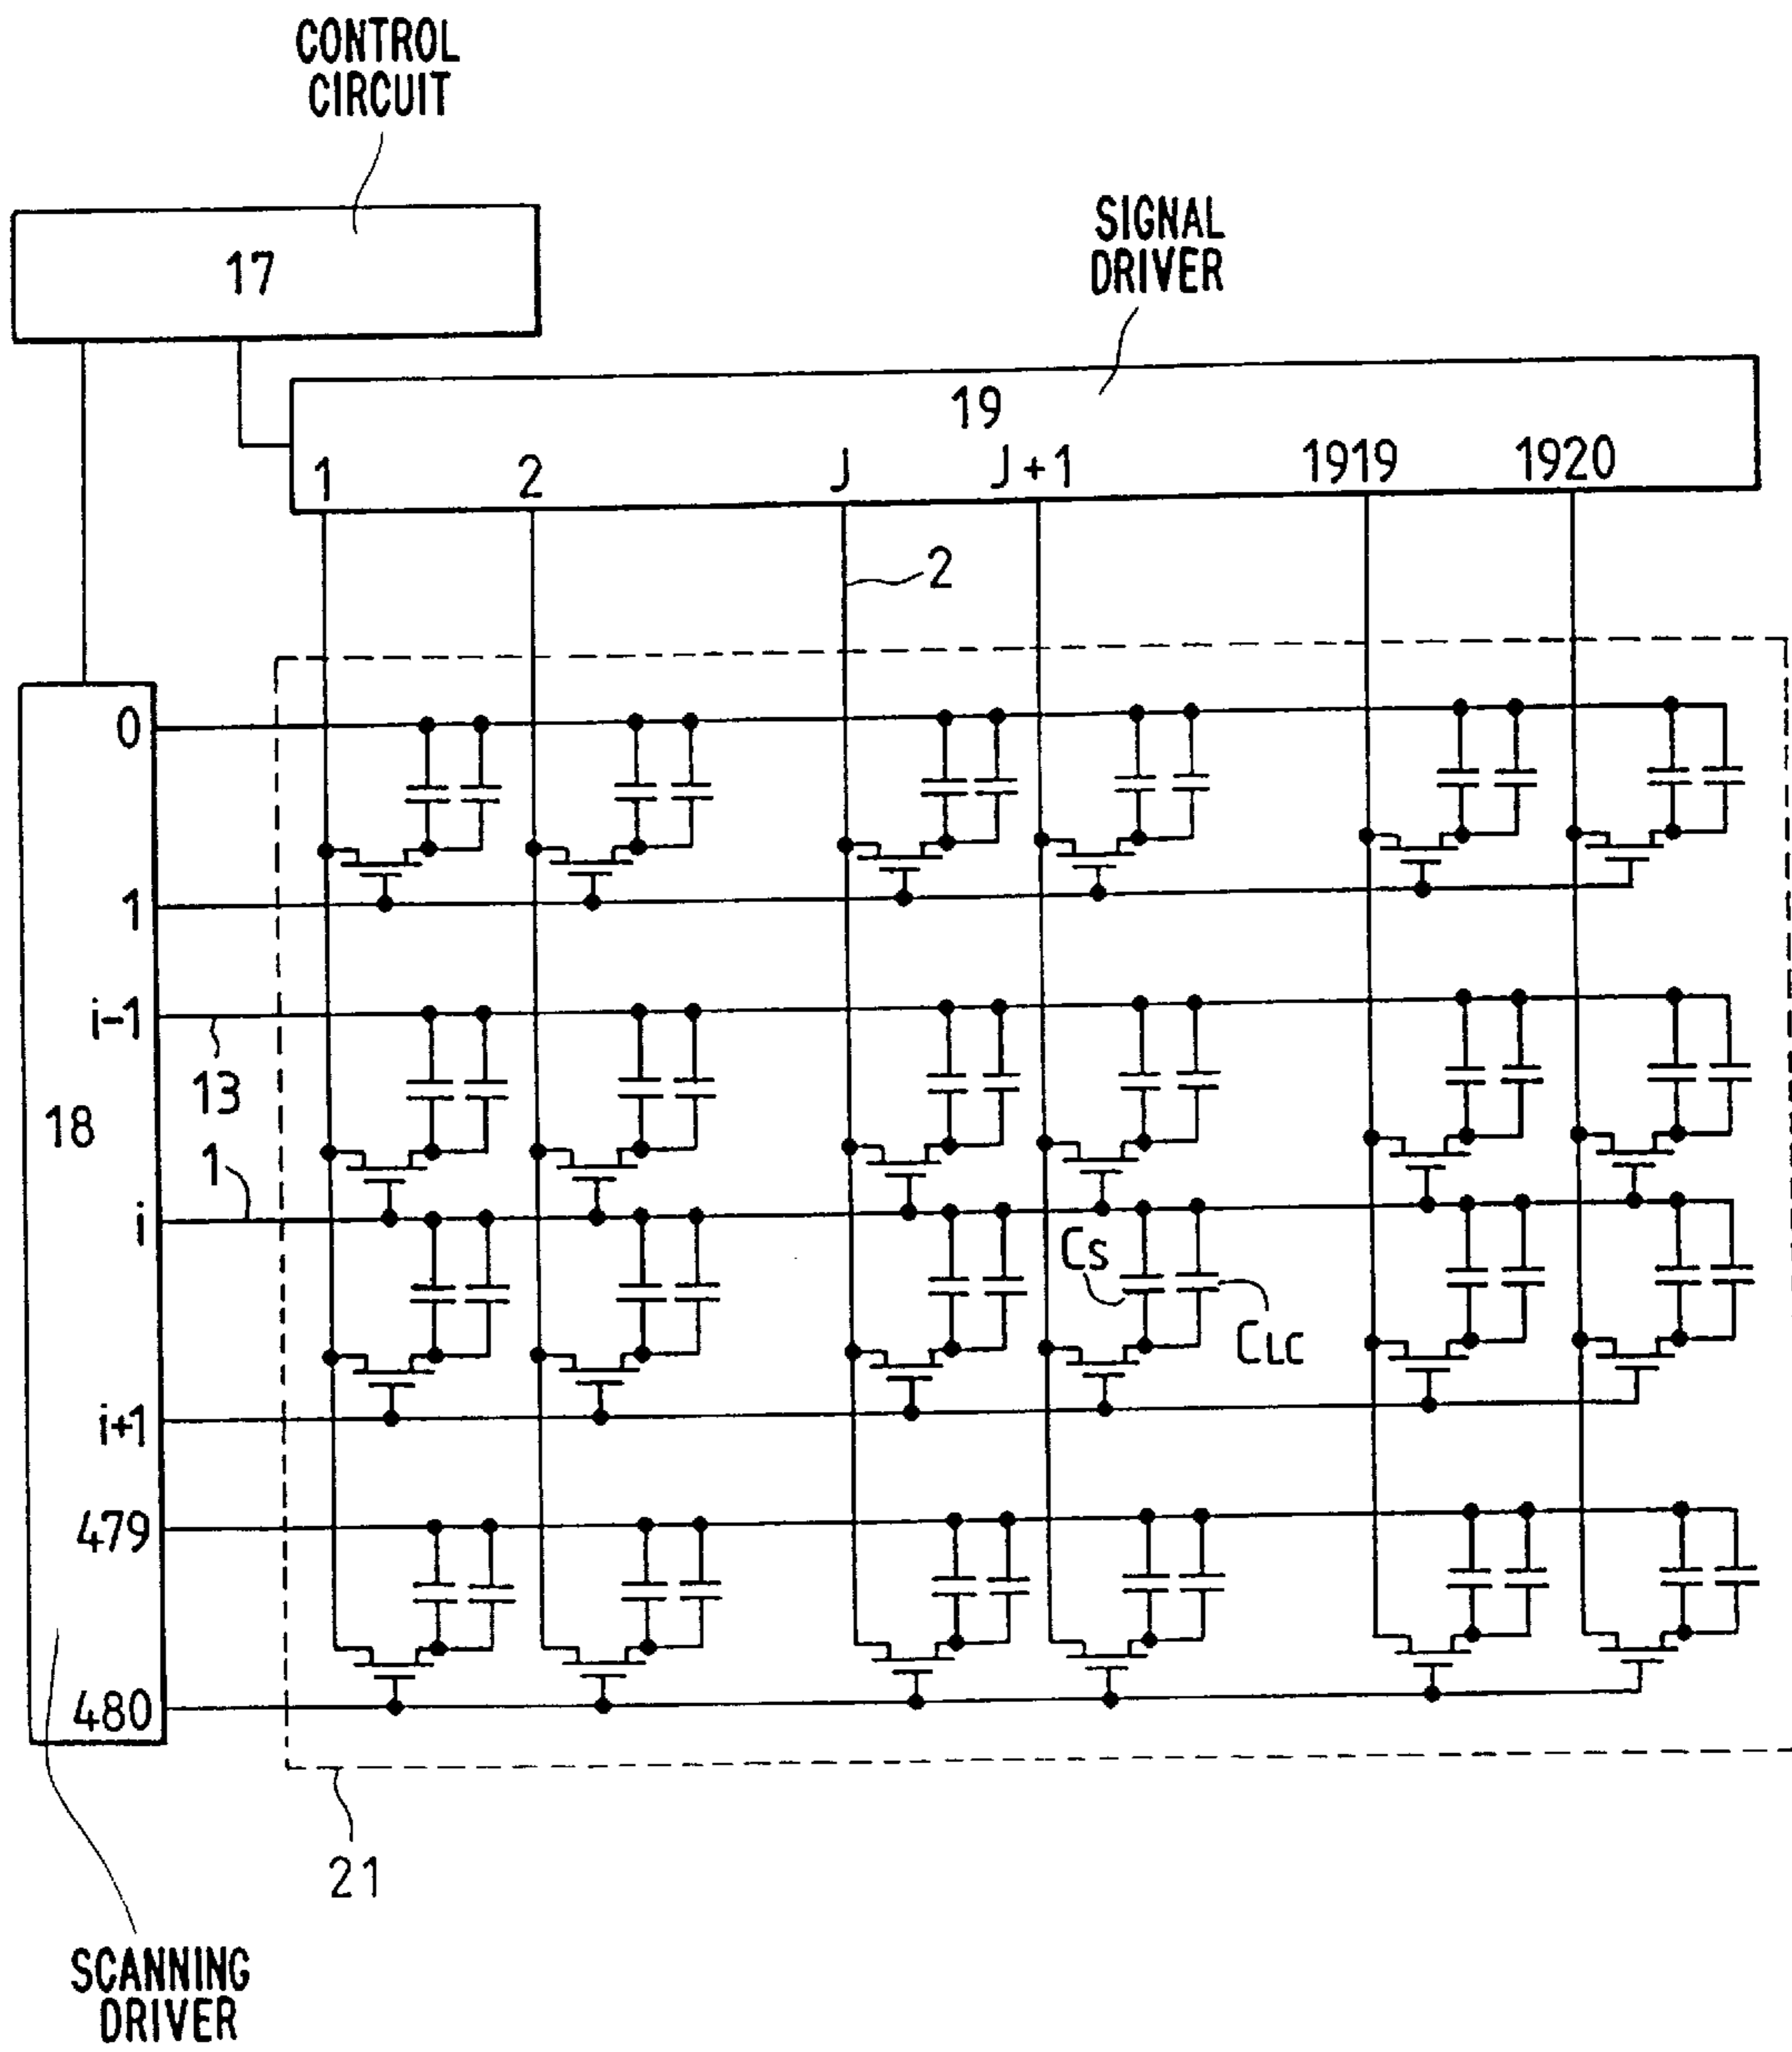 CONTROL
CIRCUIT
17
SIGNAL
DRIVER
19
1 2 J J+1 1919 1920
2
0
1
i-1
13
18
1
i
Cs
CLC
i+1
479
480
21
SCANNING
DRIVER